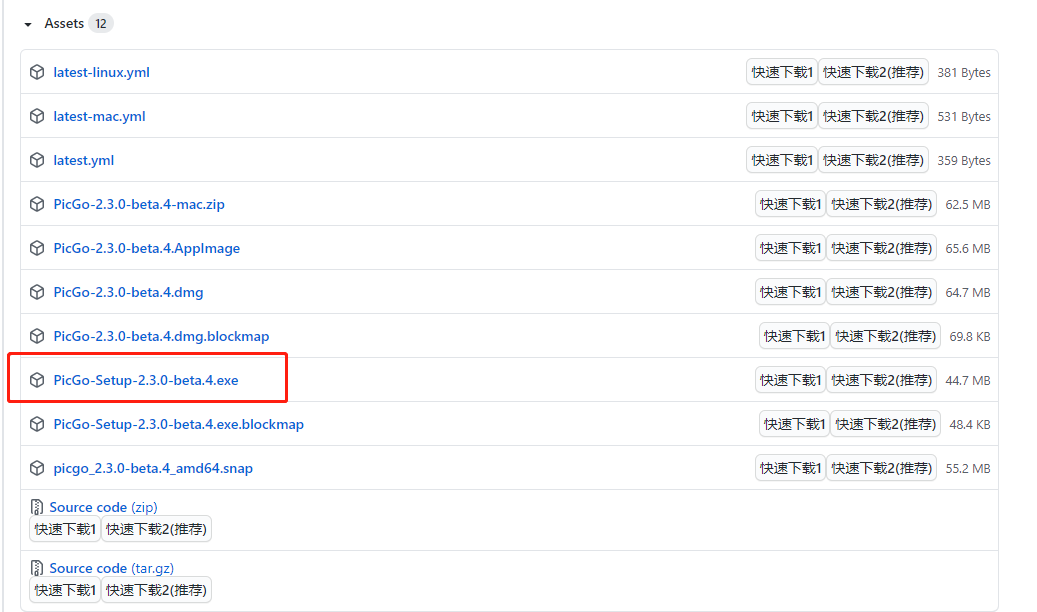 Assets 12
latest-linux.yml 快速下载1 快速下载2(推荐) 381 Bytes
latest-mac.yml 快速下载1 快速下载2(推荐) 531 Bytes
latest.yml 快速下载1 快速下载2(推荐) 359 Bytes
PicGo-2.3.0-beta.4-mac.zip 快速下载1 快速下载2(推荐) 62.5 MB
PicGo-2.3.0-beta.4.AppImage 快速下载1 快速下载2(推荐) 65.6 MB
PicGo-2.3.0-beta.4.dmg 快速下载1 快速下载2(推荐) 64.7 MB
PicGo-2.3.0-beta.4.dmg.blockmap 快速下载1 快速下载2(推荐) 69.8 KB
PicGo-Setup-2.3.0-beta.4.exe 快速下载1 快速下载2(推荐) 44.7 MB
PicGo-Setup-2.3.0-beta.4.exe.blockmap 快速下载1 快速下载2(推荐) 48.4 KB
picgo_2.3.0-beta.4_amd64.snap 快速下载1 快速下载2(推荐) 55.2 MB
Source code (zip)
快速下载1 快速下载2(推荐)
Source code (tar.gz)
快速下载1 快速下载2(推荐)